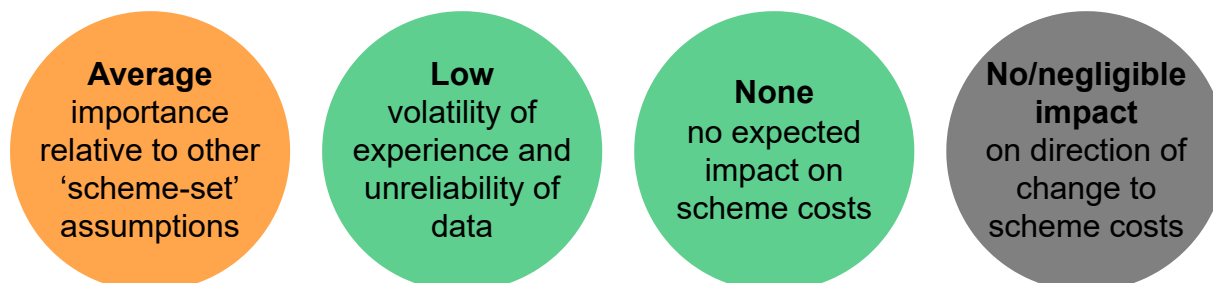 Average
importance
relative to other
‘scheme-set’
assumptions
Low
volatility of
experience and
unreliability of
data
None
no expected
impact on
scheme costs
No/negligible
impact
on direction of
change to
scheme costs